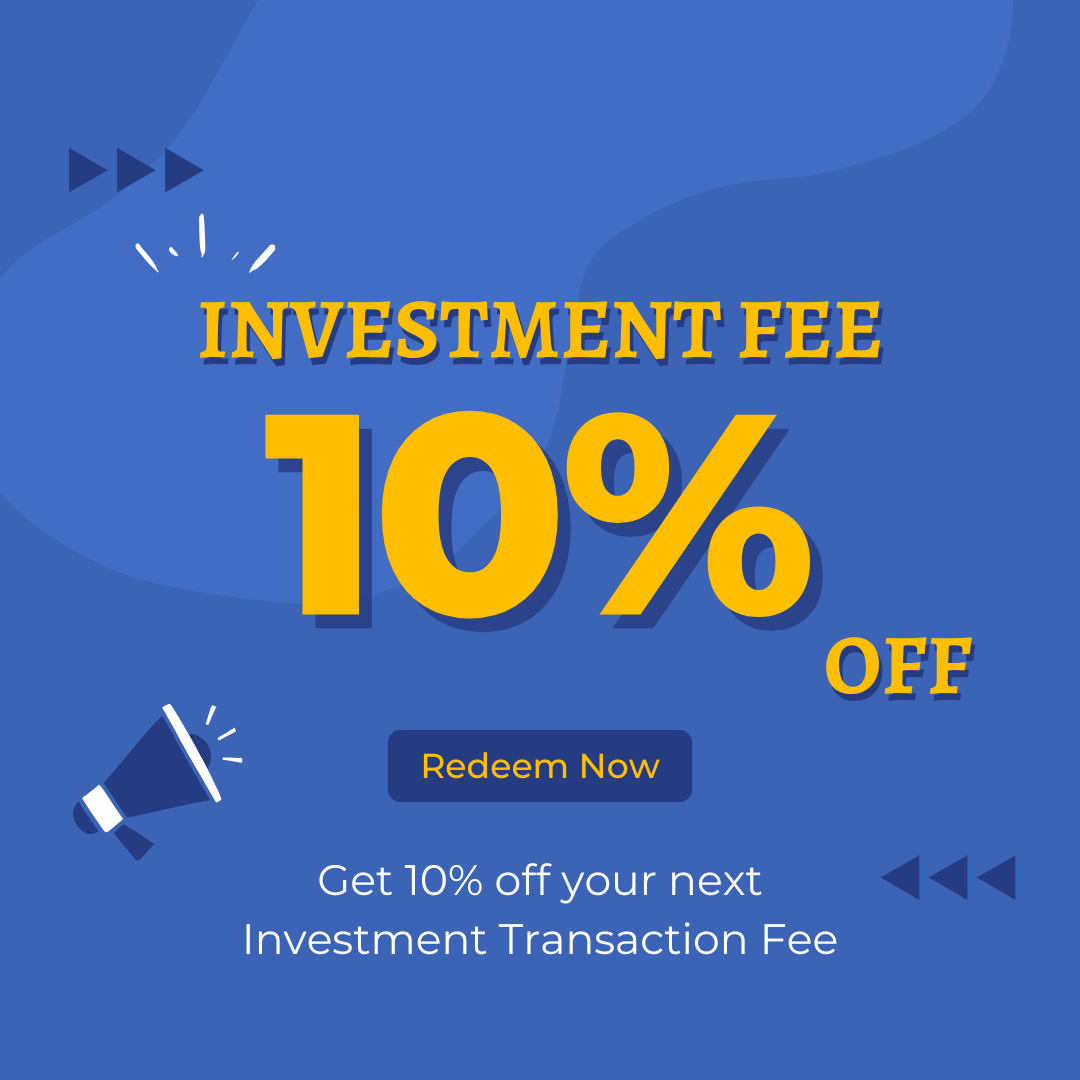 INVESTMENT FEE
10%
OFF
Redeem Now
Get 10% off your next
Investment Transaction Fee